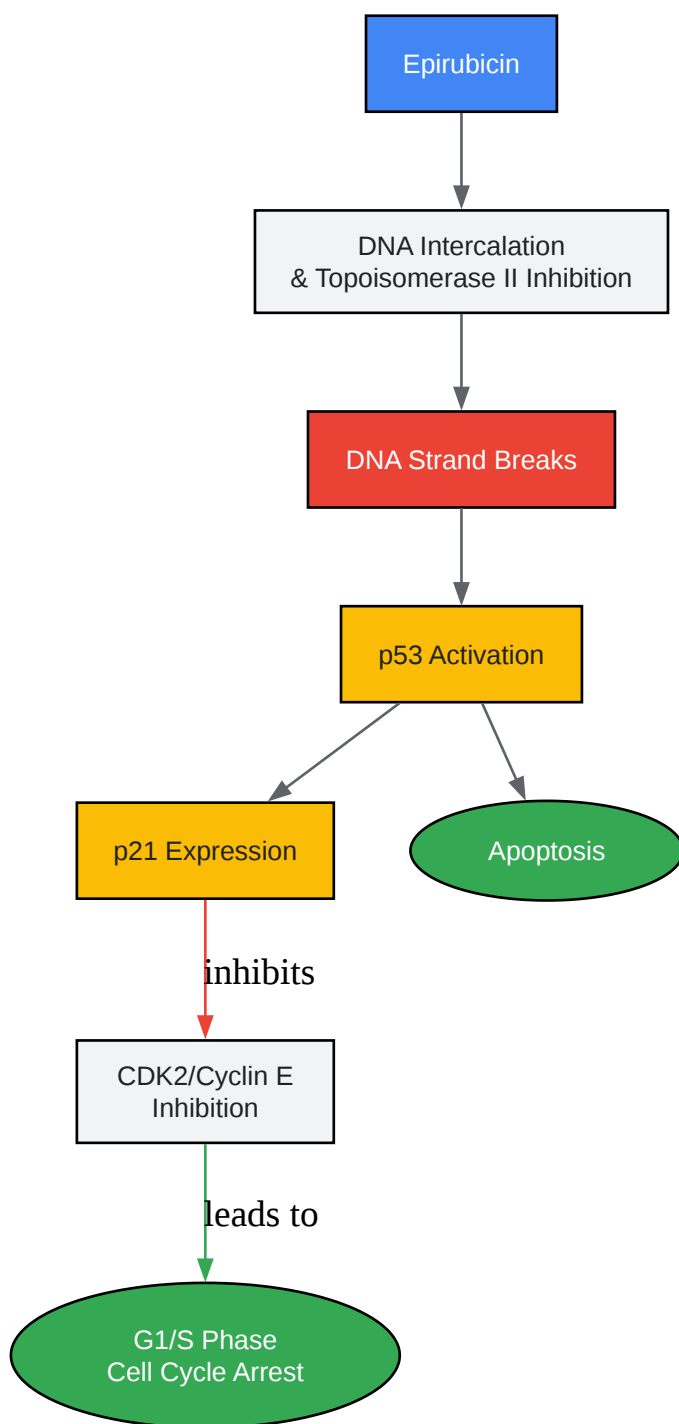 Epirubicin
DNA Intercalation
& Topoisomerase II Inhibition
DNA Strand Breaks
p53 Activation
p21 Expression
Apoptosis
inhibits
CDK2/Cyclin E
Inhibition
leads to
G1/S Phase
Cell Cycle Arrest